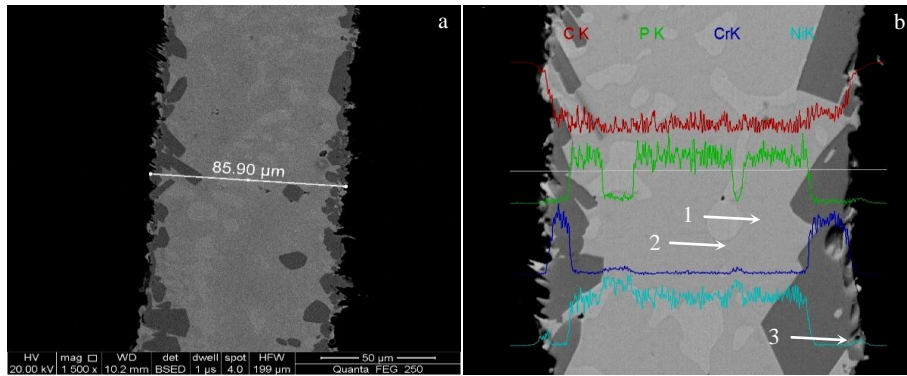 a
85.90 µm
HV mag □ WD det dwell spot HFW 50 µm
20.00 kV 1 500 x 10.2 mm BSED 1 µs 4.0 199 µm Quanta FEG 250
b
C K P K CrK NiK
1
2
3